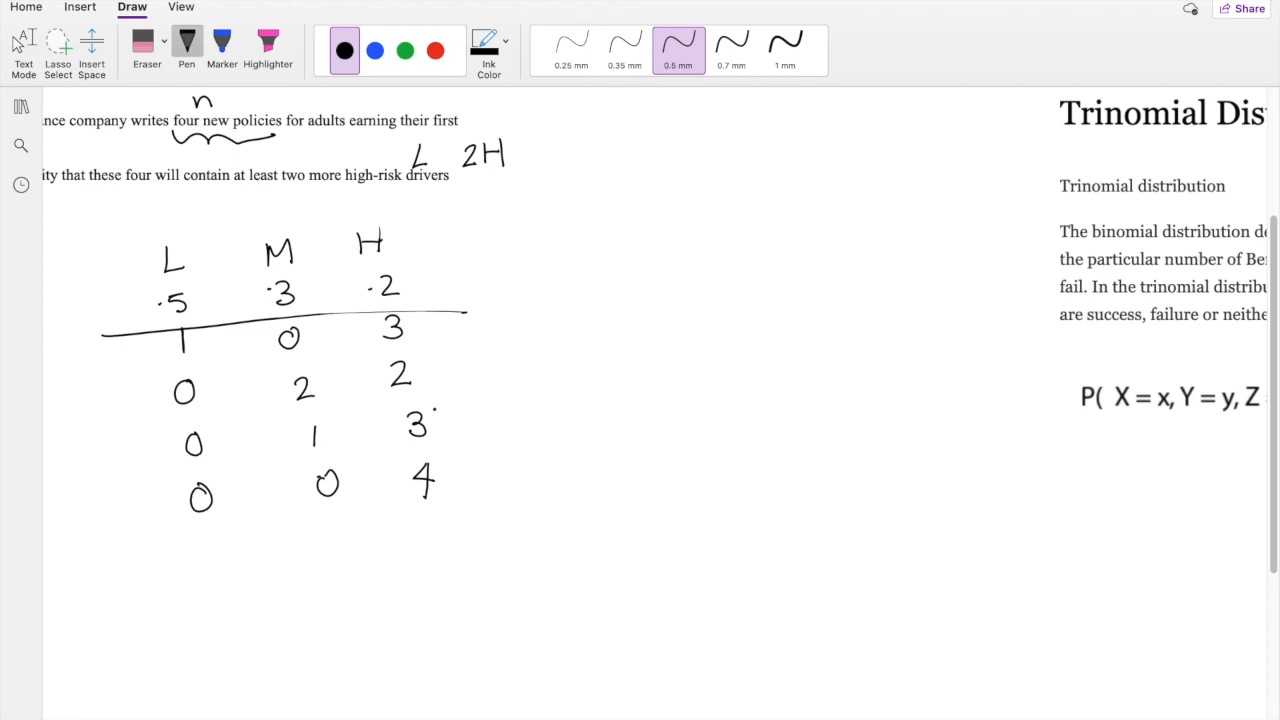 Home Insert Draw View
Share
Text Mode
Lasso Select
Insert Space
Eraser
Pen
Marker
Highlighter
Ink Color
0.25 mm
0.35 mm
0.5 mm
0.7 mm
1 mm
n
nce company writes four new policies for adults earning their first
L 2H
ity that these four will contain at least two more high-risk drivers
L M H
.5 .3 .2
1 0 3
0 2 2
0 1 3
0 0 4
Trinomial Dis
Trinomial distribution
The binomial distribution de
the particular number of Be
fail. In the trinomial distribu
are success, failure or neithe
P( X = x, Y = y, Z